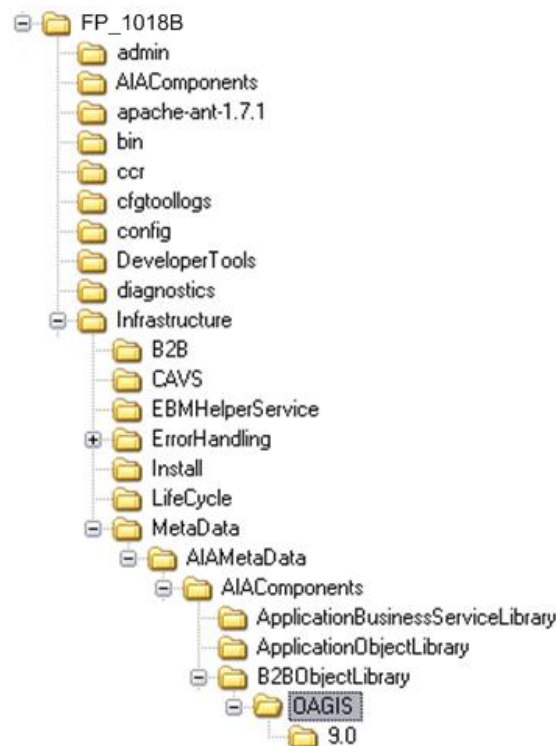 FP_1018B
admin
AIAComponents
apache-ant-1.7.1
bin
ccr
cfgtoollogs
config
DeveloperTools
diagnostics
Infrastructure
B2B
CAVS
EBMHelperService
ErrorHandling
Install
LifeCycle
MetaData
AIAMetaData
AIAComponents
ApplicationBusinessServiceLibrary
ApplicationObjectLibrary
B2BObjectLibrary
OAGIS
9.0